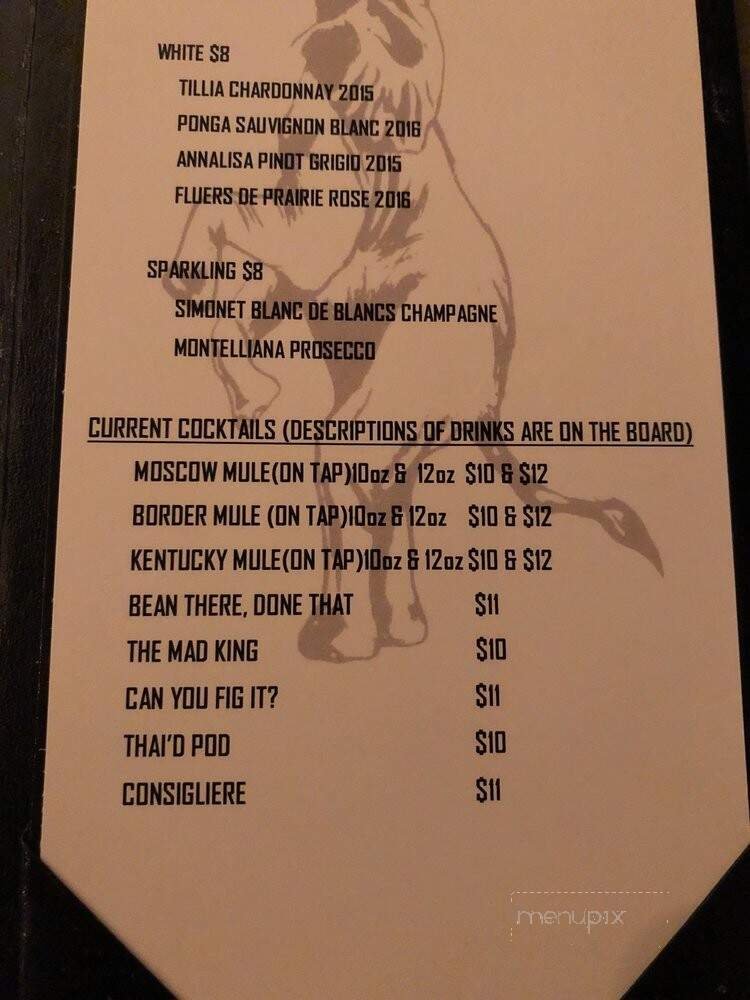 WHITE $8
TILLIA CHARDONNAY 2015
PONGA SAUVIGNON BLANC 2016
ANNALISA PINOT GRIGIO 2015
FLUERS DE PRAIRIE ROSE 2016
SPARKLING $8
SIMONET BLANC DE BLANCS CHAMPAGNE
MONTELLIANA PROSECCO
CURRENT COCKTAILS (DESCRIPTIONS OF DRINKS ARE ON THE BOARD)
MOSCOW MULE(ON TAP)10oz & 12oz $10 & $12
BORDER MULE (ON TAP)10oz & 12oz $10 & $12
KENTUCKY MULE(ON TAP)10oz & 12oz $10 & $12
BEAN THERE, DONE THAT $11
THE MAD KING $10
CAN YOU FIG IT? $11
THAI'D POD $10
CONSIGLIERE $11
menupix